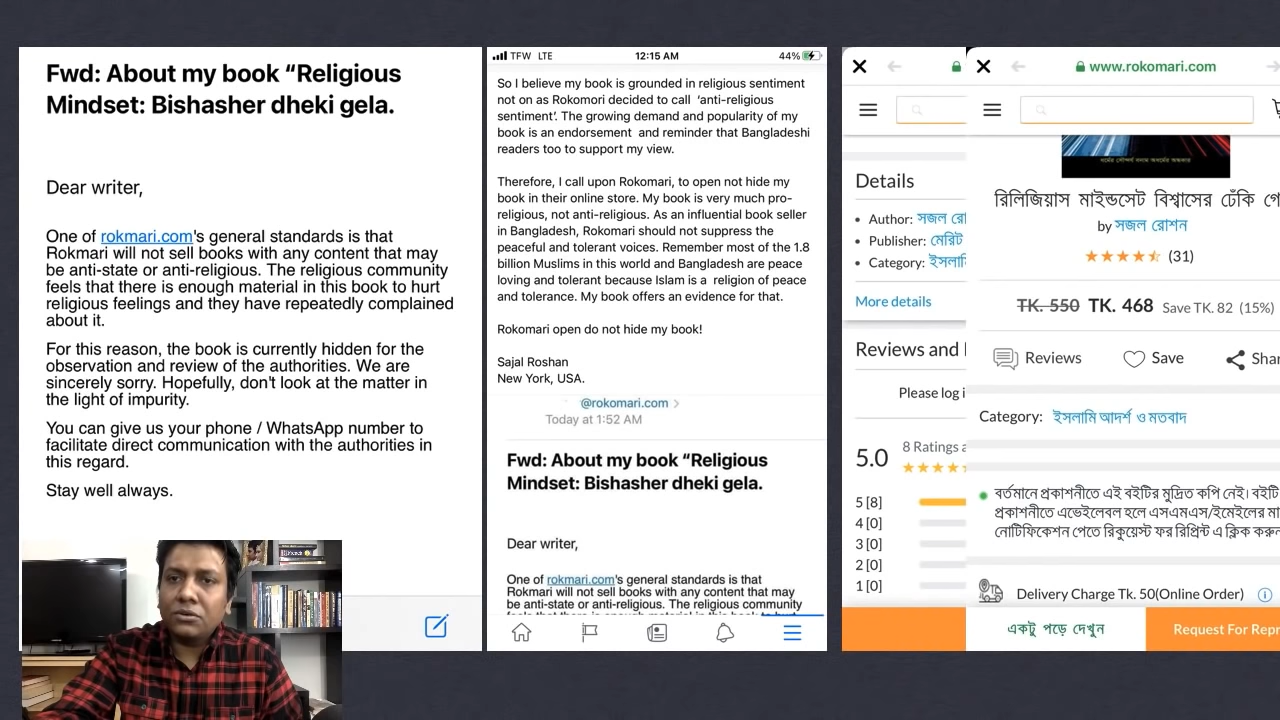 Fwd: About my book “Religious
Mindset: Bishasher dheki gela.
Dear writer,
One of rokmari.com's general standards is that
Rokmari will not sell books with any content that may
be anti-state or anti-religious. The religious community
feels that there is enough material in this book to hurt
religious feelings and they have repeatedly complained
about it.
For this reason, the book is currently hidden for the
observation and review of the authorities. We are
sincerely sorry. Hopefully, don't look at the matter in
the light of impurity.
You can give us your phone / WhatsApp number to
facilitate direct communication with the authorities in
this regard.
Stay well always.
TFW LTE 12:15 AM 44%
So I believe my book is grounded in religious sentiment
not on as Rokomori decided to call ‘anti-religious
sentiment’. The growing demand and popularity of my
book is an endorsement and reminder that Bangladeshi
readers too to support my view.
Therefore, I call upon Rokomari, to open not hide my
book in their online store. My book is very much pro-
religious, not anti-religious. As an influential book seller
in Bangladesh, Rokomari should not suppress the
peaceful and tolerant voices. Remember most of the 1.8
billion Muslims in this world and Bangladesh are peace
loving and tolerant because Islam is a religion of peace
and tolerance. My book offers an evidence for that.
Rokomari open do not hide my book!
Sajal Roshan
New York, USA.
@rokomari.com
Today at 1:52 AM
Fwd: About my book “Religious
Mindset: Bishasher dheki gela.
Dear writer,
One of rokmari.com's general standards is that
Rokmari will not sell books with any content that may
be anti-state or anti-religious. The religious community
Details
Author: সজল রো
Publisher: মেরিট
Category: ইসলামি
More details
Reviews and
Please log i
5.0
8 Ratings a
5 [8]
4 [0]
3 [0]
2 [0]
1 [0]
www.rokomari.com
ধর্মের সৌন্দর্য বনাম অধর্মের অন্ধকার
রিলিজিয়াস মাইন্ডসেট বিশ্বাসের ঢেঁকি গে
by সজল রোশন
(31)
TK. 550 TK. 468 Save TK. 82 (15%)
Reviews Save Shar
Category: ইসলামি আদর্শ ও মতবাদ
বর্তমানে প্রকাশনীতে এই বইটির মুদ্রিত কপি নেই। বইটি
প্রকাশনীতে এভেইলেবল হলে এসএমএস/ইমেইলের মা
নোটিফিকেশন পেতে রিকুয়েস্ট ফর রিপ্রিন্ট এ ক্লিক করুন
Delivery Charge Tk. 50(Online Order)
একটু পড়ে দেখুন
Request For Repr